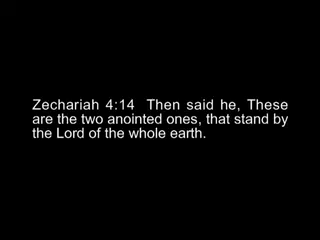 Zechariah 4:14  Then said he, These
are the two anointed ones, that stand by
the Lord of the whole earth.